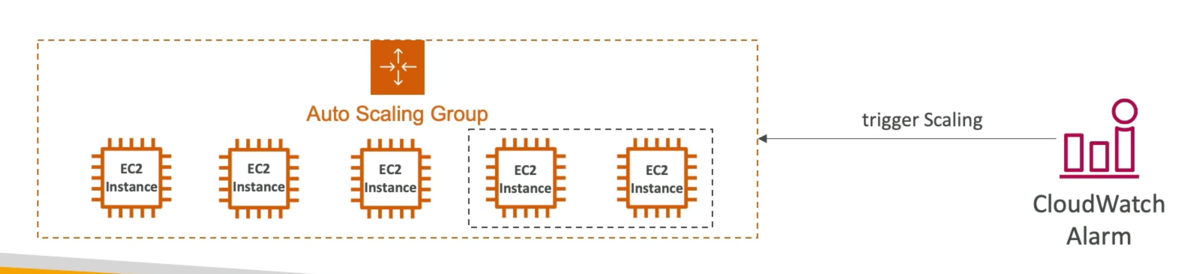 Auto Scaling Group
trigger Scaling
EC2
Instance
EC2
Instance
EC2
Instance
EC2
Instance
EC2
Instance
CloudWatch
Alarm